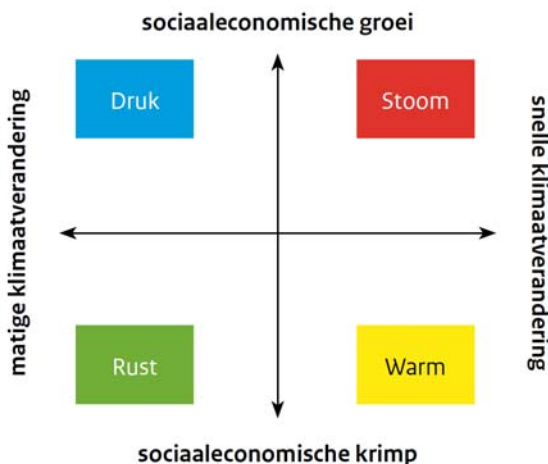 sociaaleconomische groei
Druk
Stoom
matige klimaatverandering
snelle klimaatverandering
Rust
Warm
sociaaleconomische krimp